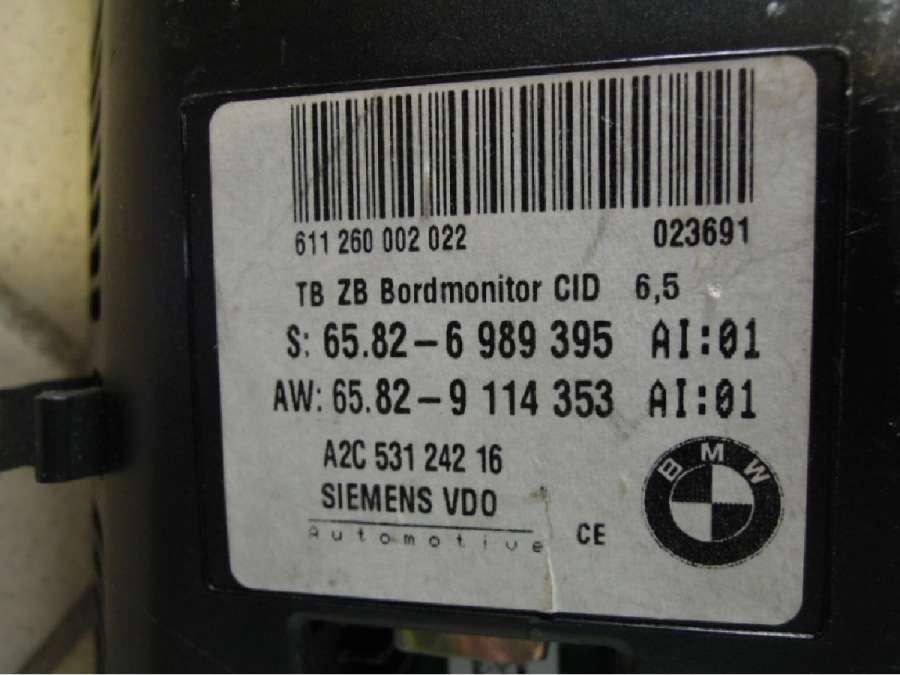 611 260 002 022 023691
TB ZB Bordmonitor CID 6,5
S: 65.82-6 989 395 AI:01
AW: 65.82-9 114 353 AI:01
A2C 531 242 16
SIEMENS VDO
Automotive CE
BMW